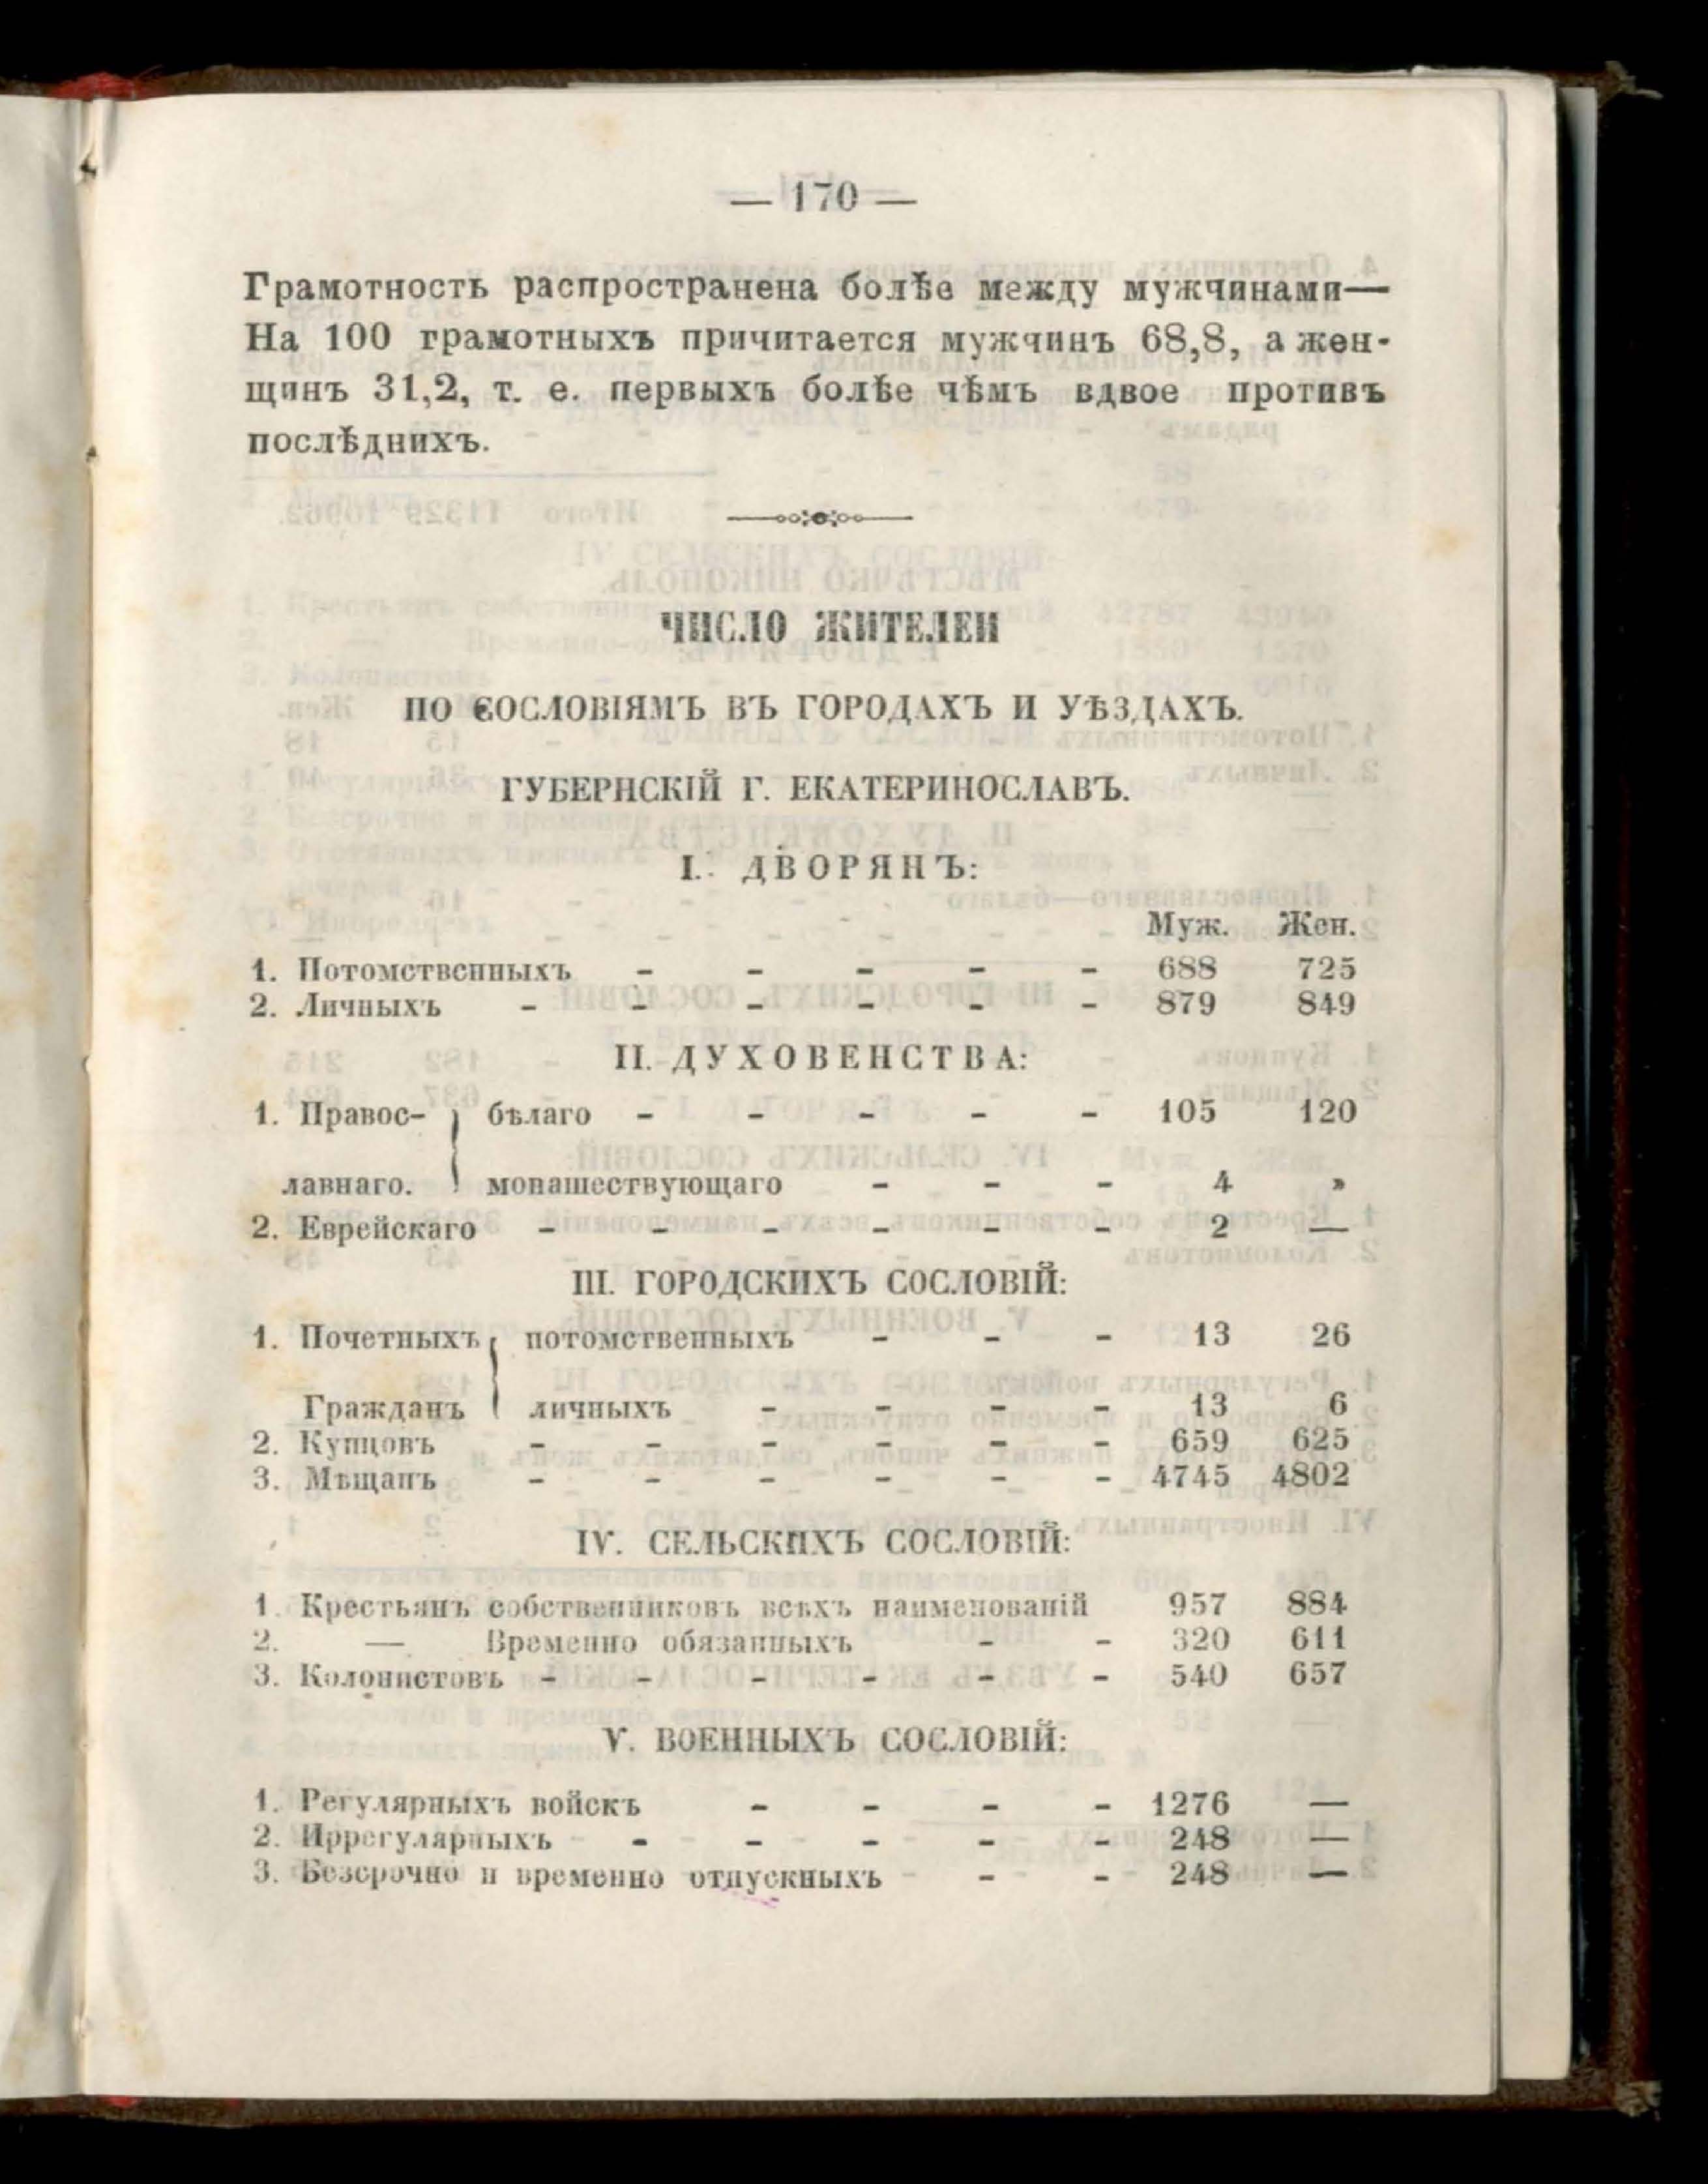 — 170 —
Грамотность распространена болѣе между мужчинами—
На 100 грамотныхъ причитается мужчинъ 68,8, а жен-
щинъ 31,2, т. е. первыхъ болѣе чѣмъ вдвое противъ
послѣднихъ.
ЧИСЛО ЖИТЕЛЕЙ
ПО СОСЛОВІЯМЪ ВЪ ГОРОДАХЪ И УѢЗДАХЪ.
ГУБЕРНСКІЙ Г. ЕКАТЕРИНОСЛАВЪ.
I. ДВОРЯНЪ:
Муж. Жен.
1. Потомственныхъ - - - - - 688 725
2. Личныхъ - - - - - - 879 849
II. ДУХОВЕНСТВА:
1. Правос- } бѣлаго - - - - - 105 120
лавнаго. } монашествующаго - - - 4 »
2. Еврейскаго - - - - - - 2 —
III. ГОРОДСКИХЪ СОСЛОВІЙ:
1. Почетныхъ { потомственныхъ - - - 13 26
Гражданъ { личныхъ - - - - 13 6
2. Купцовъ - - - - - - 659 625
3. Мѣщанъ - - - - - - 4745 4802
IV. СЕЛЬСКИХЪ СОСЛОВІЙ:
1. Крестьянъ собственниковъ всѣхъ наименованій 957 884
2. — Временно обязанныхъ - - 320 611
3. Колонистовъ - - - - - - 540 657
V. ВОЕННЫХЪ СОСЛОВІЙ:
1. Регулярныхъ войскъ - - - - 1276 —
2. Иррегулярныхъ - - - - - 248 —
3. Безсрочно и временно отпускныхъ - - - 248 —